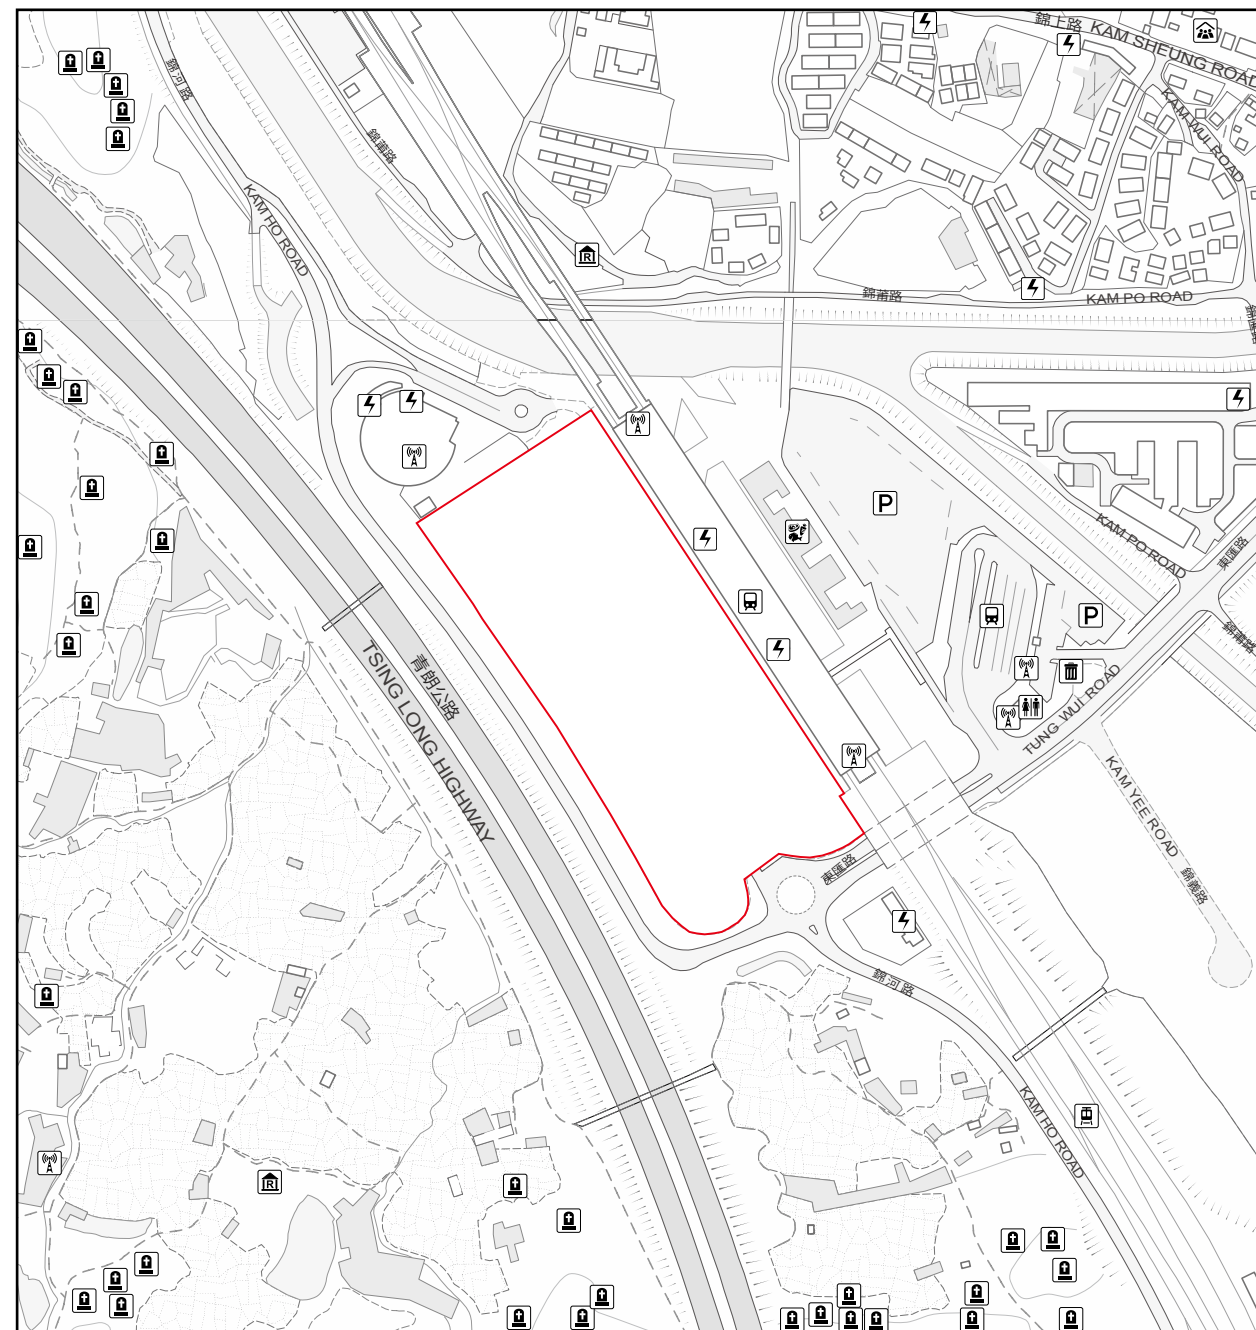 錦上路
KAM SHEUNG ROAD
錦河路
KAM WUI ROAD
錦莆路
KAM HO ROAD
R
錦莆路
KAM PO ROAD
P
KAM PO ROAD
東匯路
P
錦莆路
青朗公路
TSING LONG HIGHWAY
TUNG WUI ROAD
KAM YEE ROAD
錦義路
東匯路
錦河路
KAM HO ROAD
R